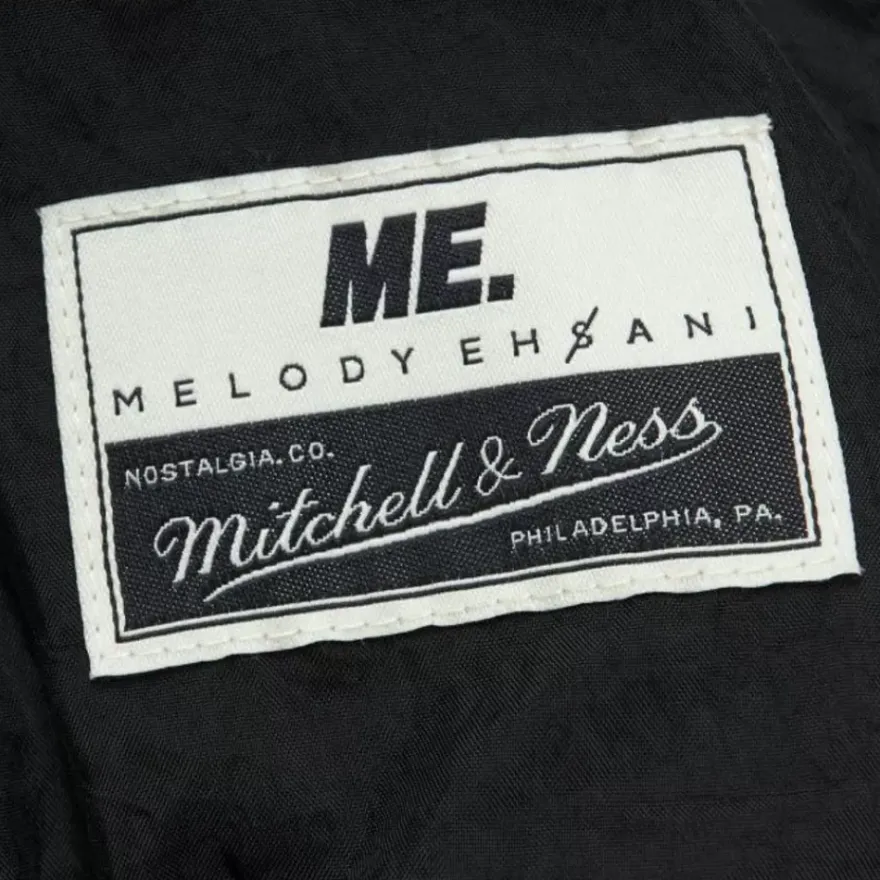 ME.
MELODY EHSANI
NOSTALGIA.CO.
Mitchell & Ness
PHILADELPHIA, PA.